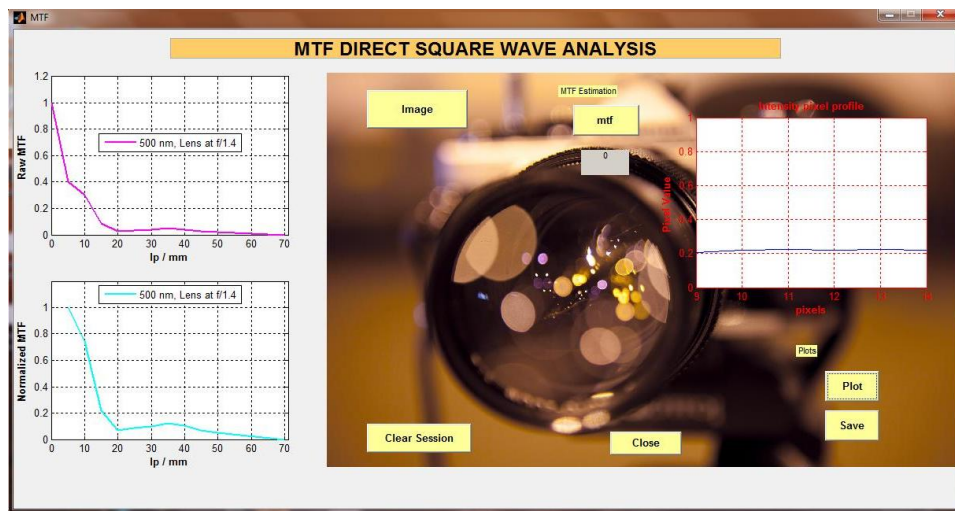 MTF
MTF DIRECT SQUARE WAVE ANALYSIS
1.2
1
0.8
0.6
0.4
0.2
0
Raw MTF
500 nm, Lens at f/1.4
0 10 20 30 40 50 60 70
lp / mm
1
0.8
0.6
0.4
0.2
0
Normalized MTF
500 nm, Lens at f/1.4
0 10 20 30 40 50 60 70
lp / mm
Image
MTF Estimation
mtf
0
Intensity pixel profile
1
0.8
0.6
0.4
0.2
0
Pixel Value
9 10 11 12
pixels
Plots
Plot
Save
Clear Session
Close